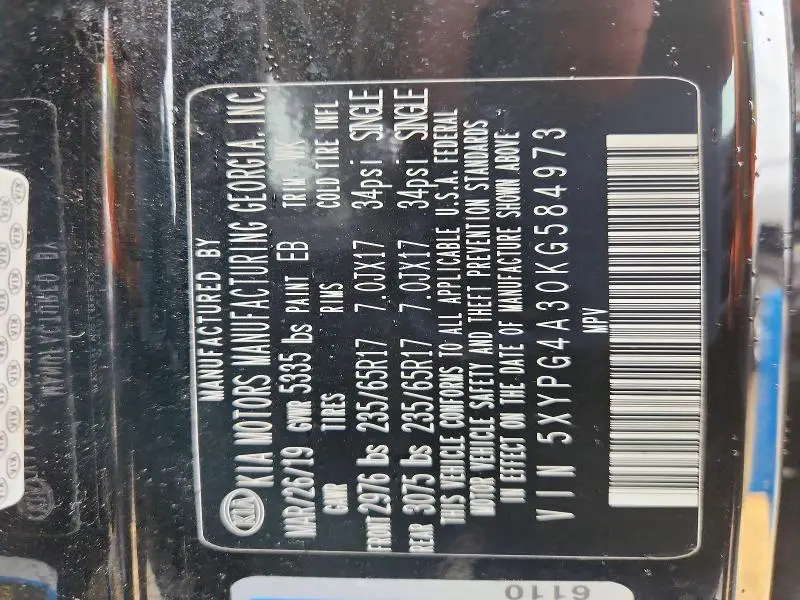 MANUFACTURED BY
KIA KIA MOTORS MANUFACTURING GEORGIA, INC.
MAR/26/19 GVWR 5335 lbs PAINT EB TRIM WK
GWR TIRES RIMS COLD TIRE INFL
FRONT 2976 lbs 235/65R17 7.0JX17 34psi SINGLE
REAR 3075 lbs 235/65R17 7.0JX17 34psi SINGLE
THIS VEHICLE CONFORMS TO ALL APPLICABLE U.S.A. FEDERAL
MOTOR VEHICLE SAFETY AND THEFT PREVENTION STANDARDS
IN EFFECT ON THE DATE OF MANUFACTURE SHOWN ABOVE
VIN 5XYPG4A30KG584973
MPV
6110